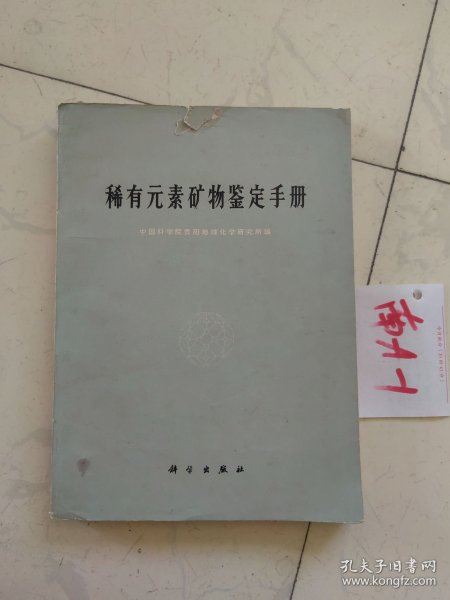 稀有元素矿物鉴定手册
中国科学院贵阳地球化学研究所编
科学出版社
南A-1
孔夫子旧书网
www.kongfz.com